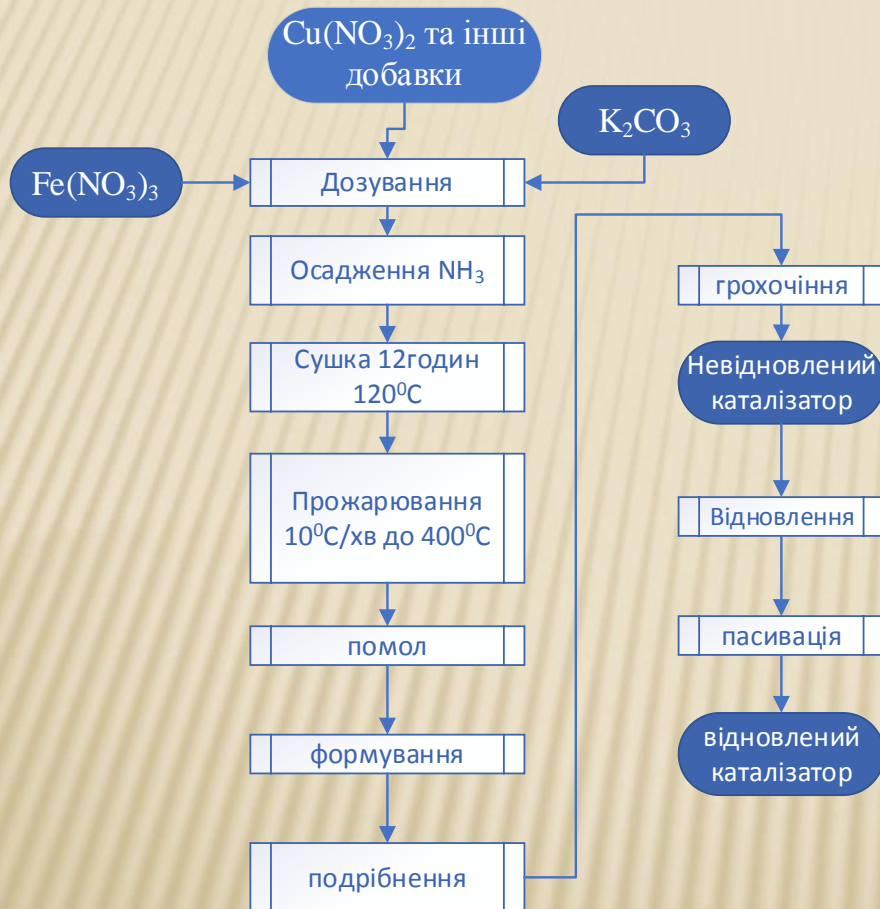 Cu(NO₃)₂ та інші
добавки
K₂CO₃
Fe(NO₃)₃
Дозування
Осадження NH₃
Сушка 12годин
120⁰С
Прожарювання
10⁰С/хв до 400⁰С
помол
формування
подрібнення
грохочіння
Невідновлений
каталізатор
Відновлення
пасивація
відновлений
каталізатор